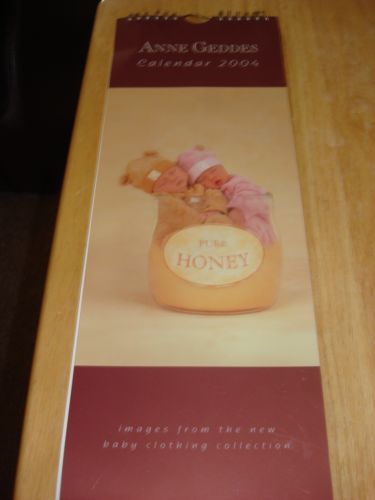 ANNE GEDDES
Calendar 2004
PURE
HONEY
images from the new
baby clothing collection